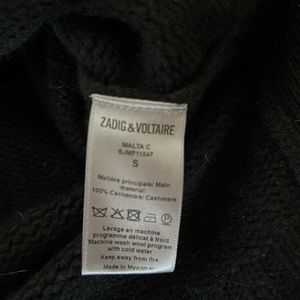 ZADIG & VOLTAIRE
MALTA C
SJMP1104F
S
Matière principale/ Main
material:
100% Cachemire/ Cashmere
Lavage en machine
programme délicat à froid
Machine wash wool program
with cold water
Keep away from fire
Made in Myanmar